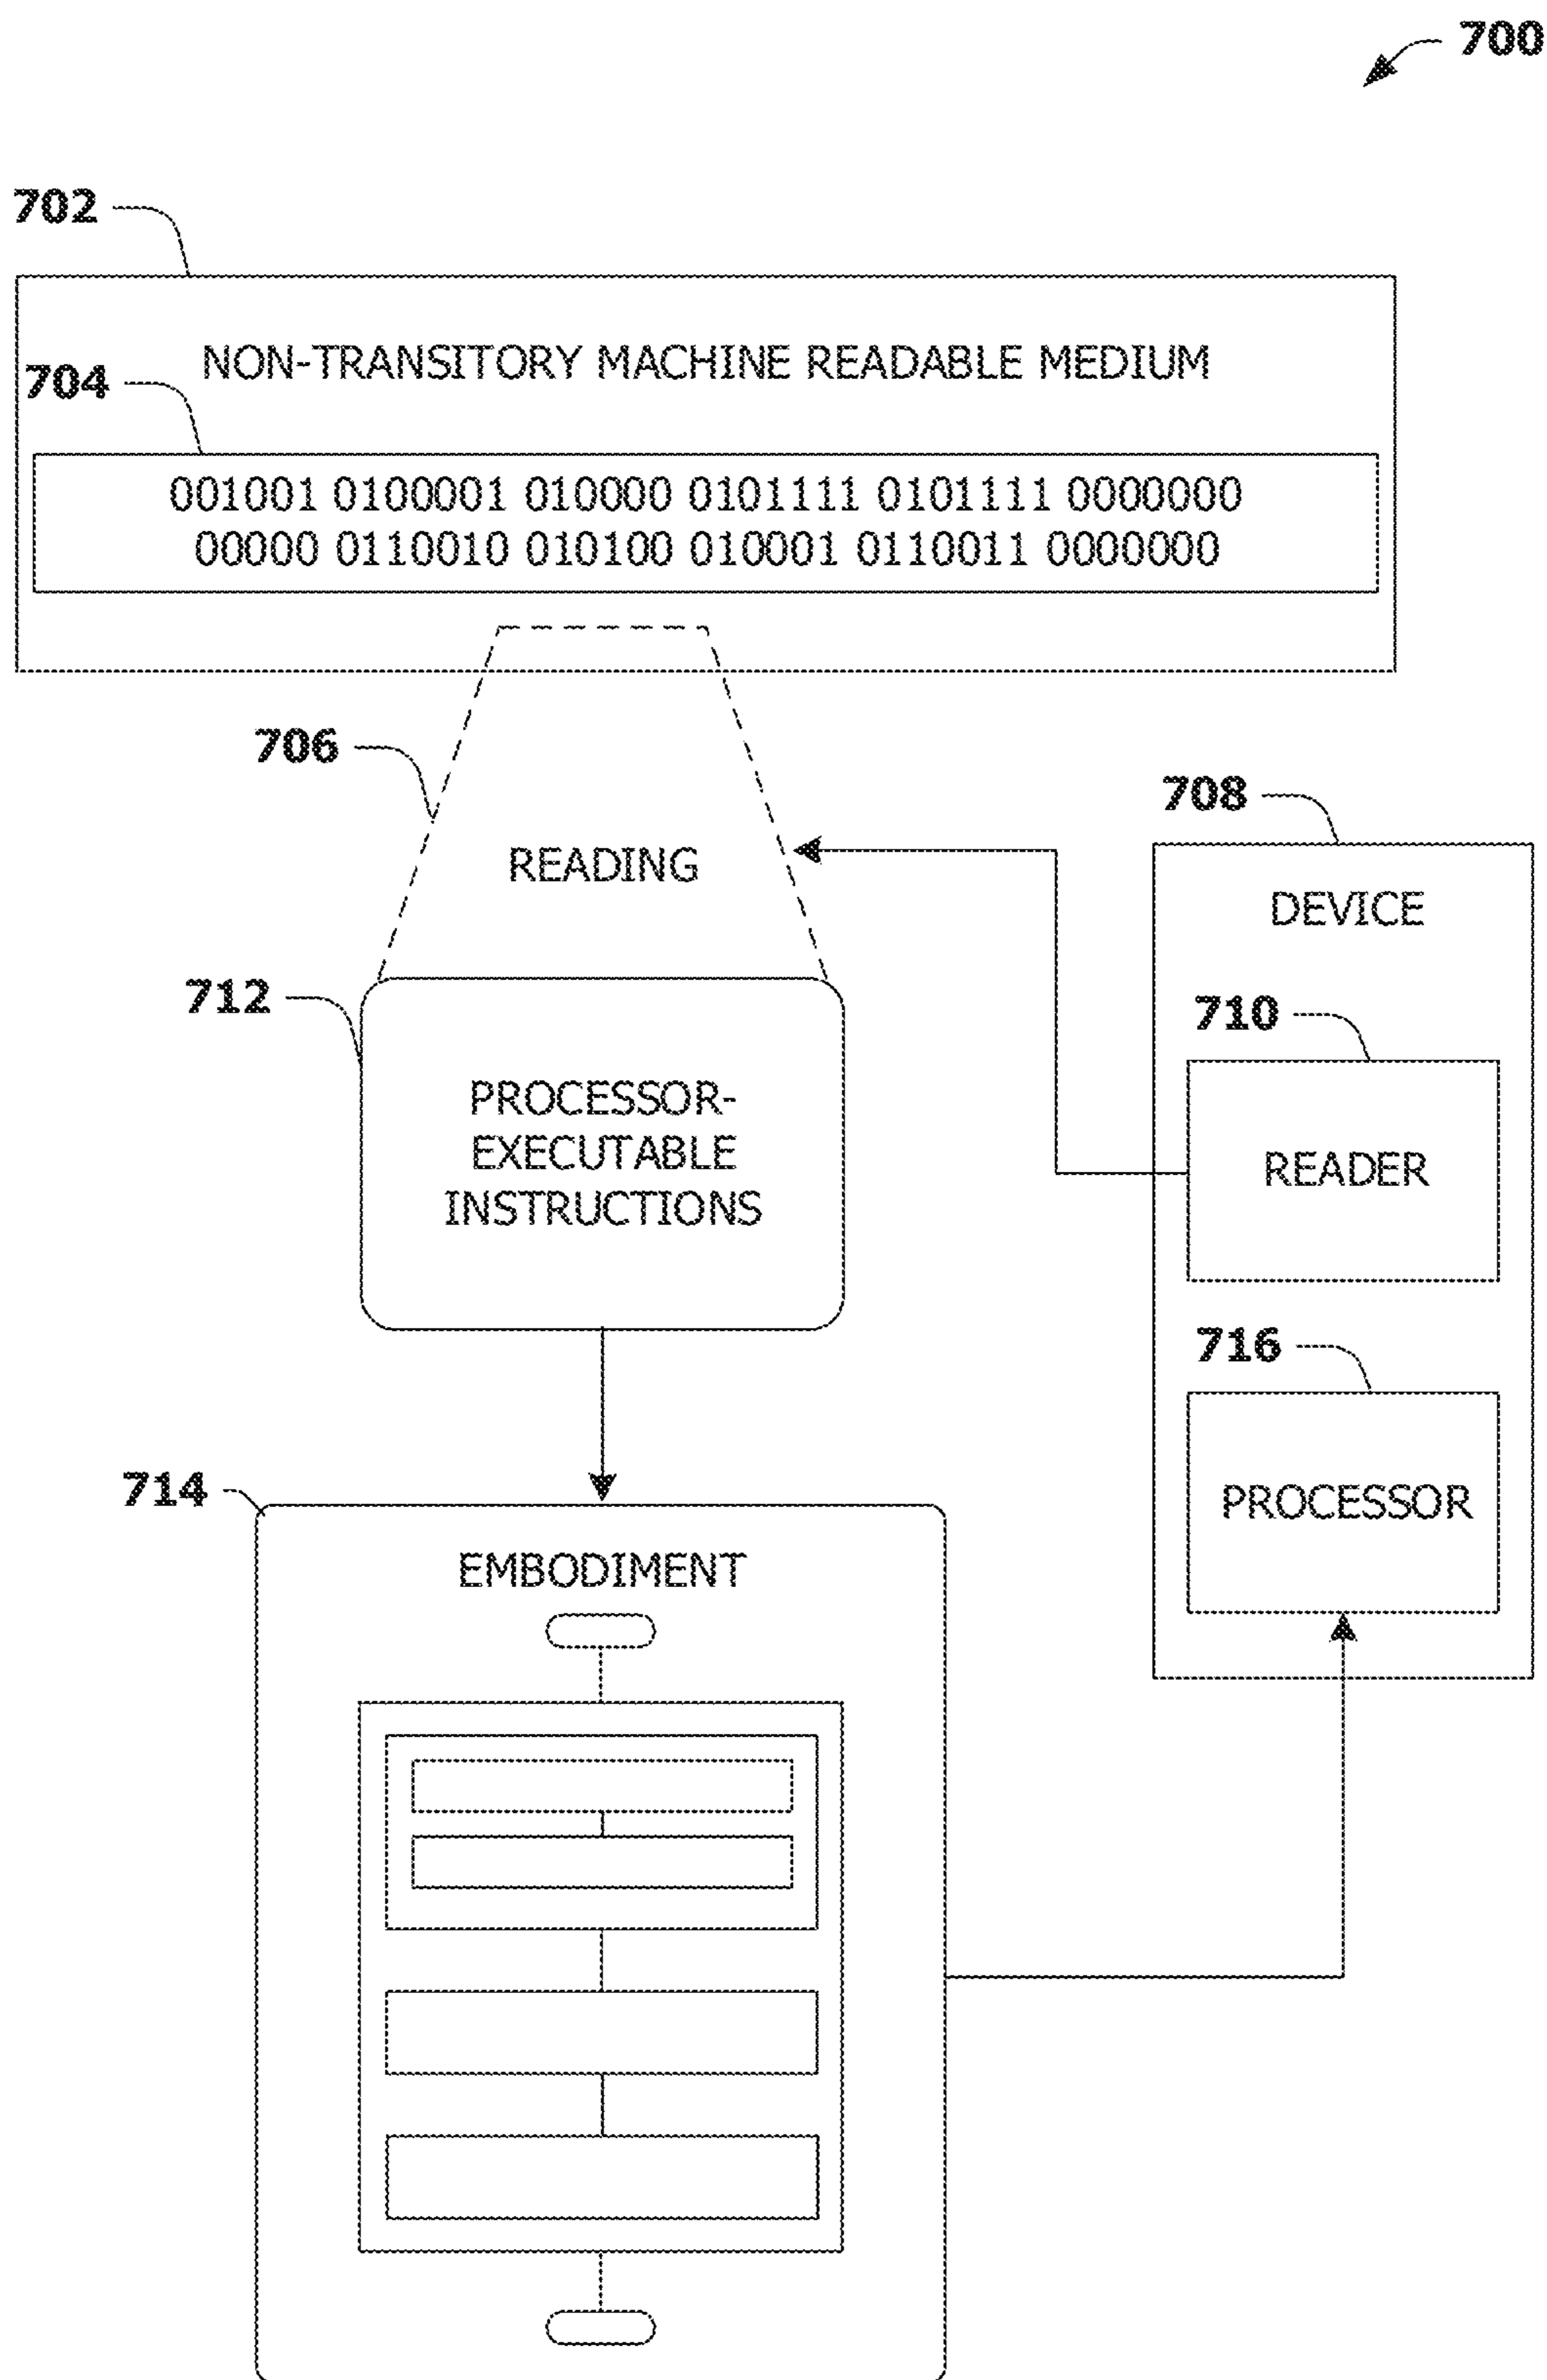 700
702
NON-TRANSITORY MACHINE READABLE MEDIUM
704
001001 0100001 010000 0101111 0101111 0000000
00000 0110010 010100 010001 0110011 0000000
706
READING
708
DEVICE
710
READER
712
PROCESSOR-
EXECUTABLE
INSTRUCTIONS
716
PROCESSOR
714
EMBODIMENT